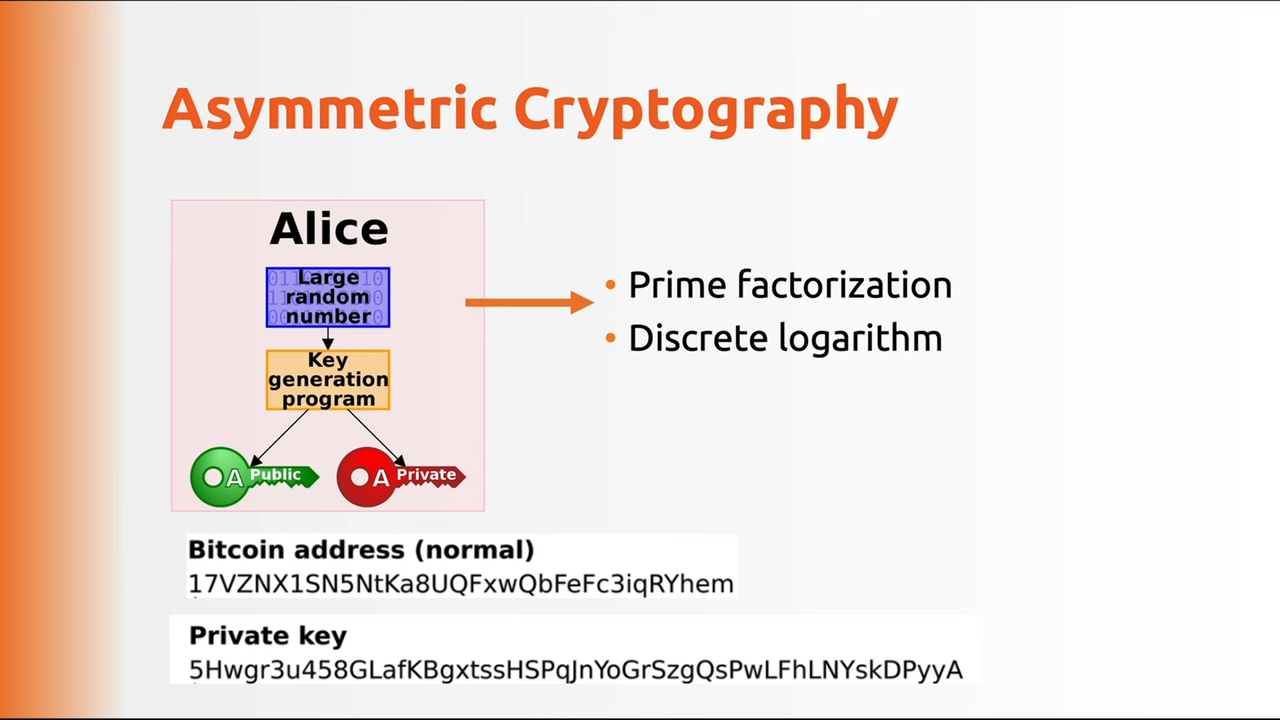 Asymmetric Cryptography
Alice
Large
random
number
Key
generation
program
A Public
A Private
• Prime factorization
• Discrete logarithm
Bitcoin address (normal)
17VZNX1SN5NtKa8UQFxwQbFeFc3iqRYhem
Private key
5Hwgr3u458GLafKBgxtssHSPqJnYoGrSzgQsPwLFhLNYskDPyyA